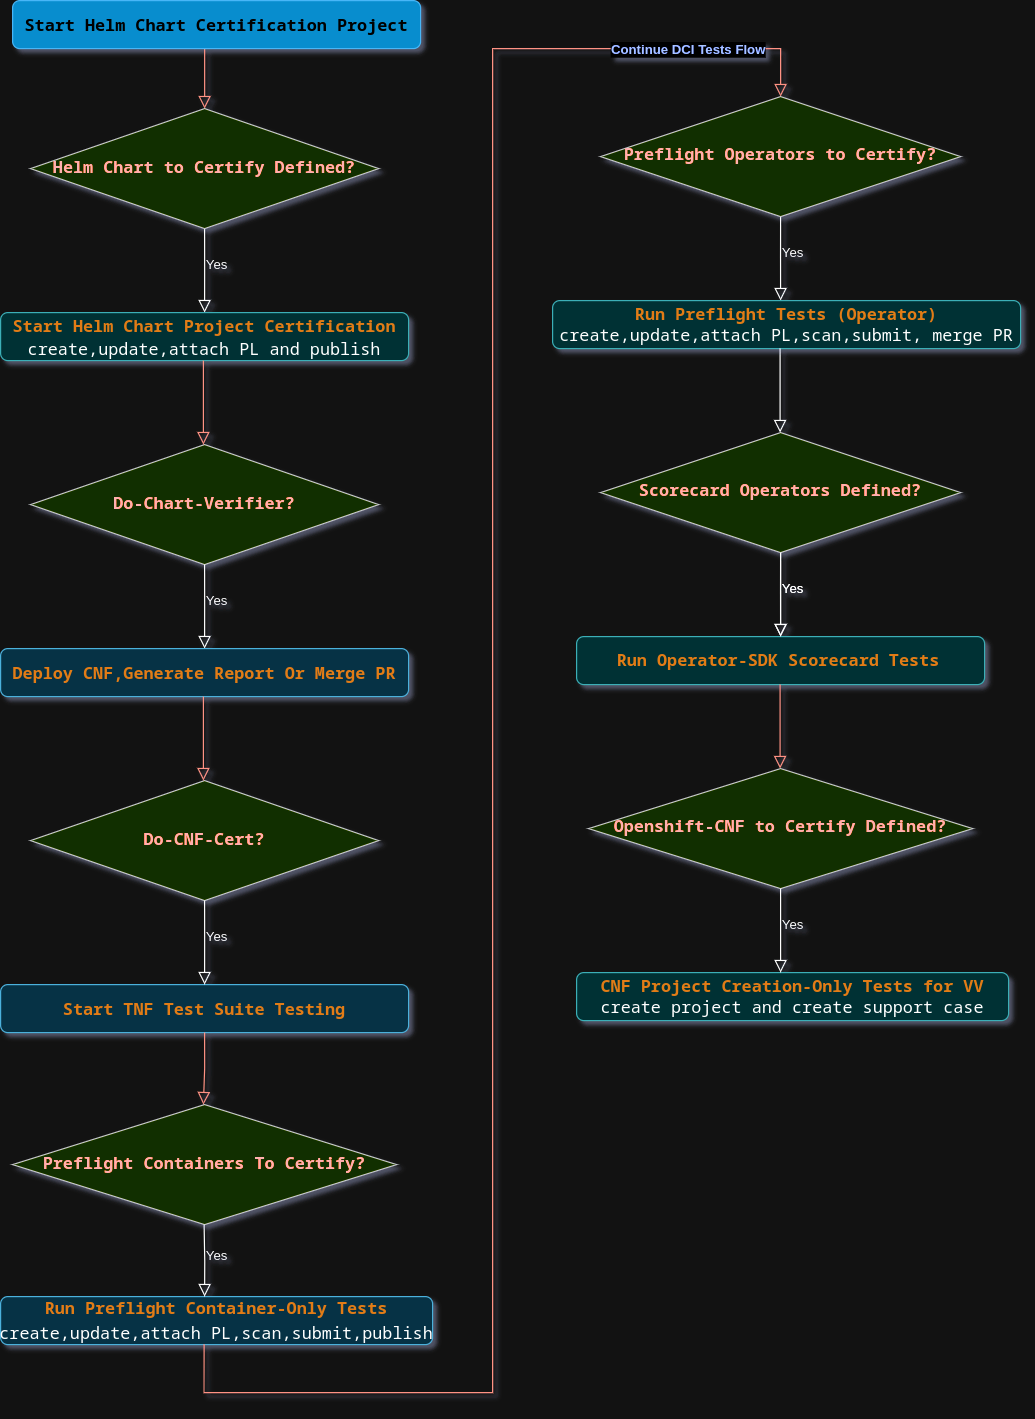 Start Helm Chart Certification Project
Helm Chart to Certify Defined?
Yes
Start Helm Chart Project Certification
create,update,attach PL and publish
Do-Chart-Verifier?
Yes
Deploy CNF,Generate Report Or Merge PR
Do-CNF-Cert?
Yes
Start TNF Test Suite Testing
Preflight Containers To Certify?
Yes
Run Preflight Container-Only Tests
create,update,attach PL,scan,submit,publish
Continue DCI Tests Flow
Preflight Operators to Certify?
Yes
Run Preflight Tests (Operator)
create,update,attach PL,scan,submit, merge PR
Scorecard Operators Defined?
Yes
Run Operator-SDK Scorecard Tests
Openshift-CNF to Certify Defined?
Yes
CNF Project Creation-Only Tests for VV
create project and create support case